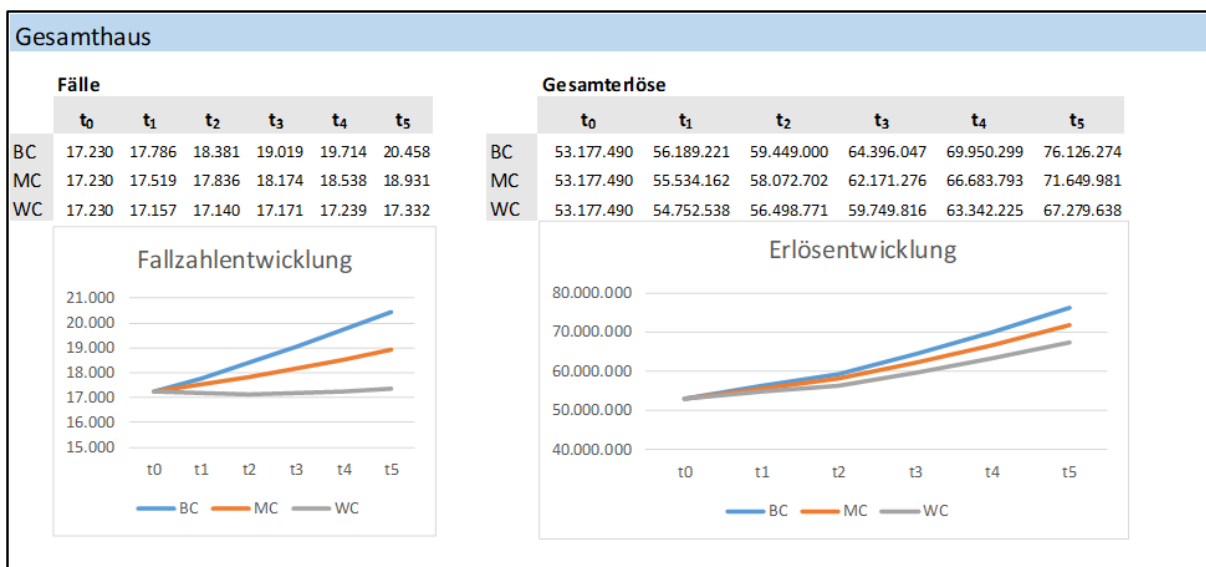 Gesamthaus
Fälle
t₀ t₁ t₂ t₃ t₄ t₅
BC 17.230 17.786 18.381 19.019 19.714 20.458
MC 17.230 17.519 17.836 18.174 18.538 18.931
WC 17.230 17.157 17.140 17.171 17.239 17.332
Gesamterlöse
t₀ t₁ t₂ t₃ t₄ t₅
BC 53.177.490 56.189.221 59.449.000 64.396.047 69.950.299 76.126.274
MC 53.177.490 55.534.162 58.072.702 62.171.276 66.683.793 71.649.981
WC 53.177.490 54.752.538 56.498.771 59.749.816 63.342.225 67.279.638
Fallzahlentwicklung
21.000
20.000
19.000
18.000
17.000
16.000
15.000
t0 t1 t2 t3 t4 t5
BC MC WC
Erlösentwicklung
80.000.000
70.000.000
60.000.000
50.000.000
40.000.000
t0 t1 t2 t3 t4 t5
BC MC WC